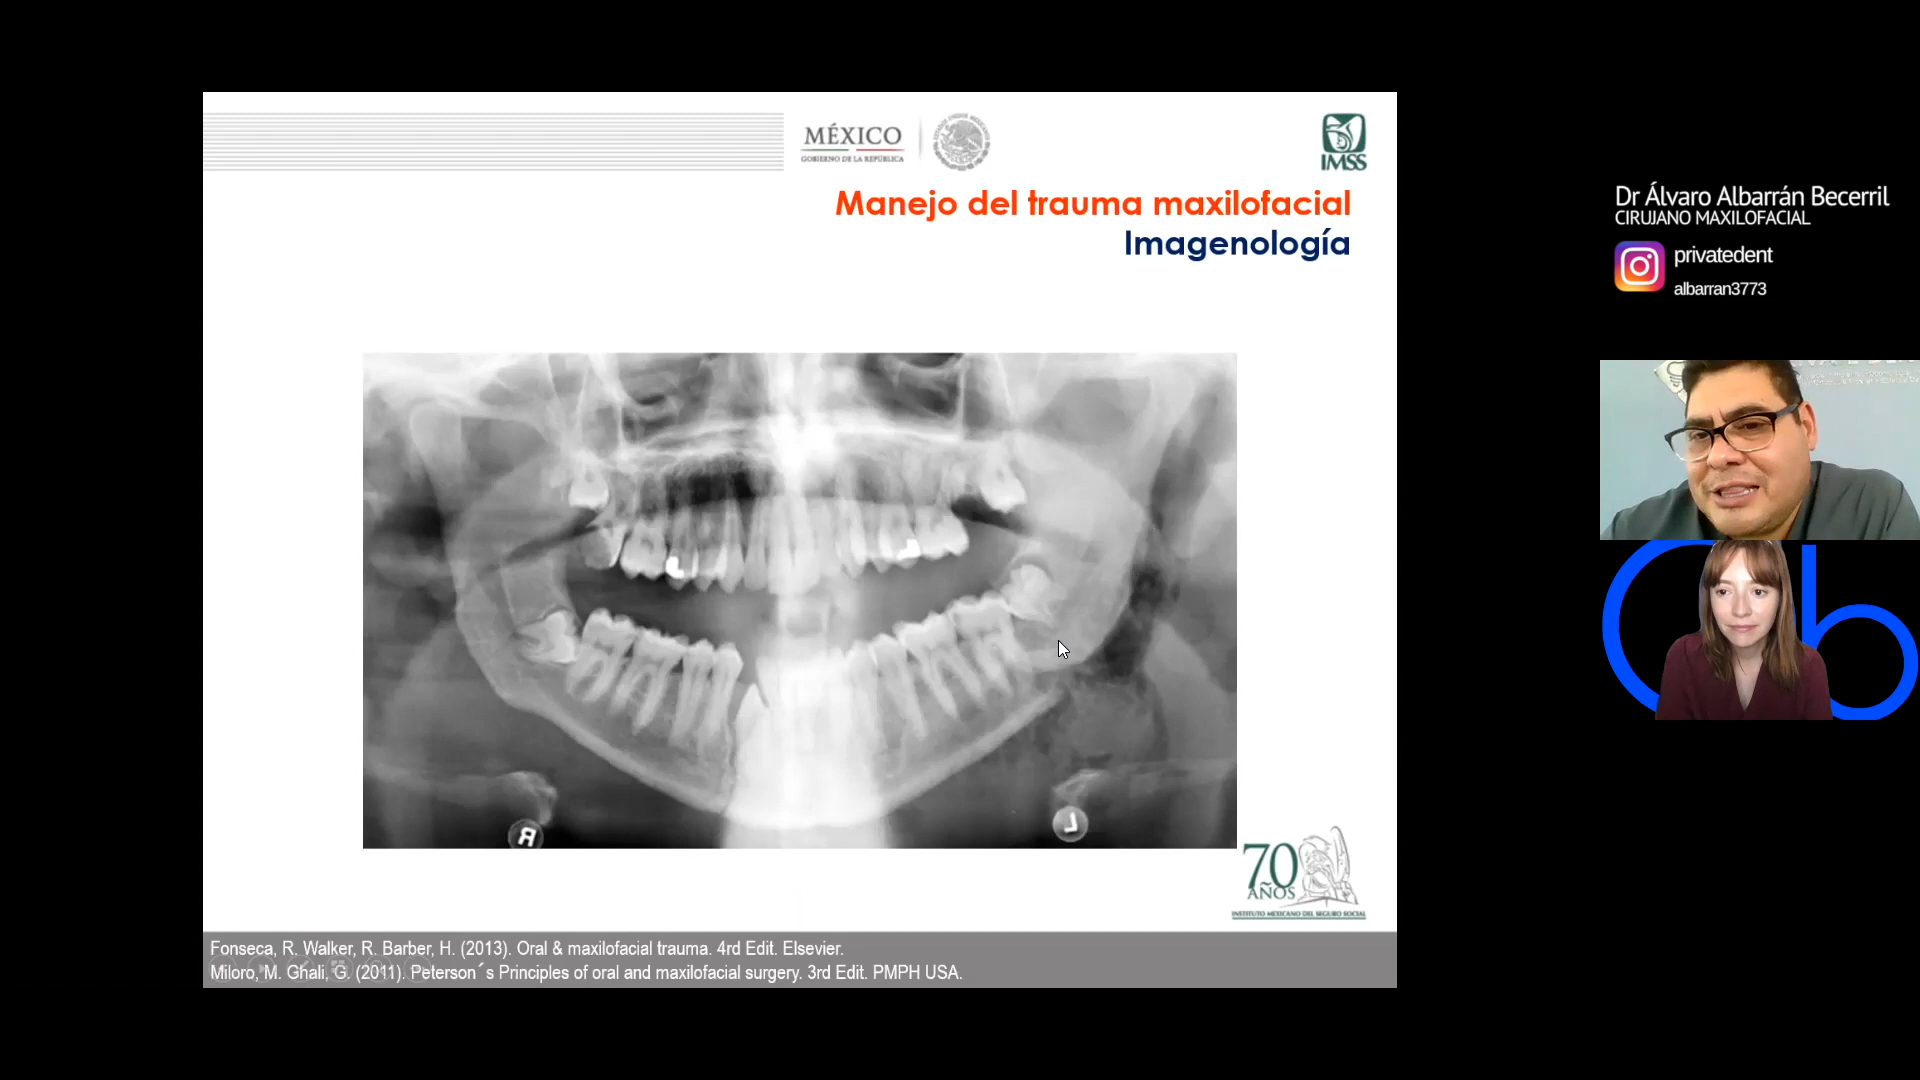 MÉXICO
GOBIERNO DE LA REPÚBLICA
IMSS
Manejo del trauma maxilofacial
Imagenología
R
L
70
AÑOS
INSTITUTO MEXICANO DEL SEGURO SOCIAL
Fonseca, R. Walker, R. Barber, H. (2013). Oral & maxilofacial trauma. 4rd Edit. Elsevier.
Miloro, M. Ghali, G. (2011). Peterson´s Principles of oral and maxilofacial surgery. 3rd Edit. PMPH USA.
Dr Álvaro Albarrán Becerril
CIRUJANO MAXILOFACIAL
privatedent
albarran3773